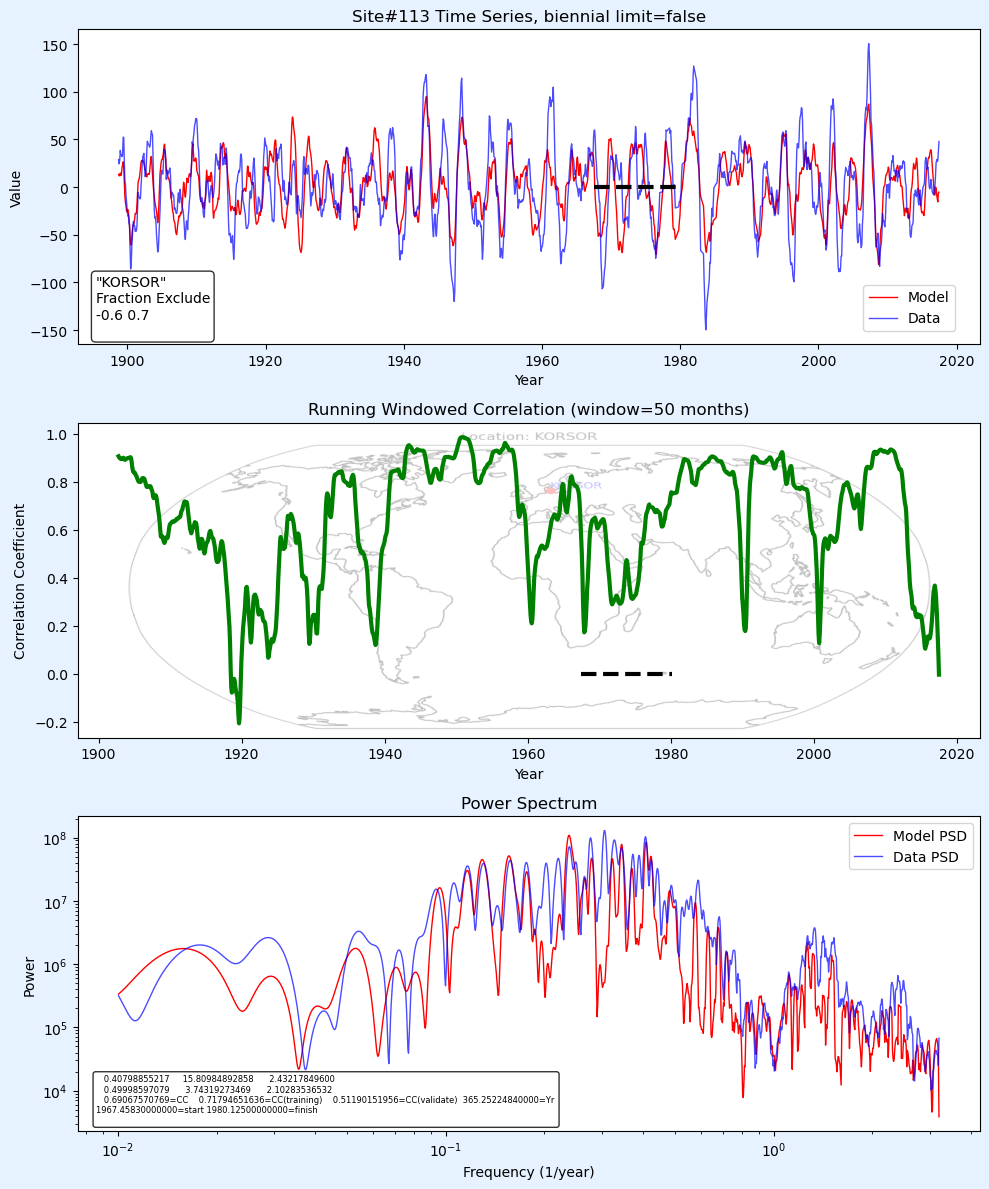 Site#113 Time Series, biennial limit=false
150
100
50
0
−50
−100
−150
Value
"KORSOR"
Fraction Exclude
-0.6 0.7
Model
Data
1900 1920 1940 1960 1980 2000 2020
Year
Running Windowed Correlation (window=50 months)
Location: KORSOR
KORSOR
1.0
0.8
0.6
0.4
0.2
0.0
−0.2
Correlation Coefficient
1900 1920 1940 1960 1980 2000 2020
Year
Power Spectrum
Model PSD
Data PSD
10^8
10^7
10^6
10^5
10^4
Power
0.40798855217 15.80984892858 2.43217849600
0.49998597079 3.74319273469 2.10283536532
0.69067570769=CC 0.71794651636=CC(training) 0.51190151956=CC(validate) 365.25224840000=Yr
1967.45830000000=start 1980.12500000000=finish
10^−2 10^−1 10^0
Frequency (1/year)